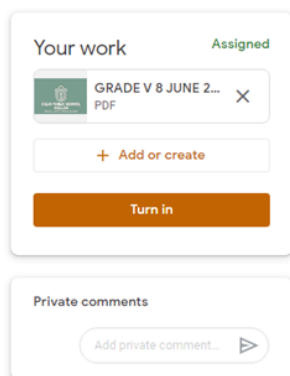 Your work
Assigned
GRADE V 8 JUNE 2...
PDF
+ Add or create
Turn in
Private comments
Add private comment...